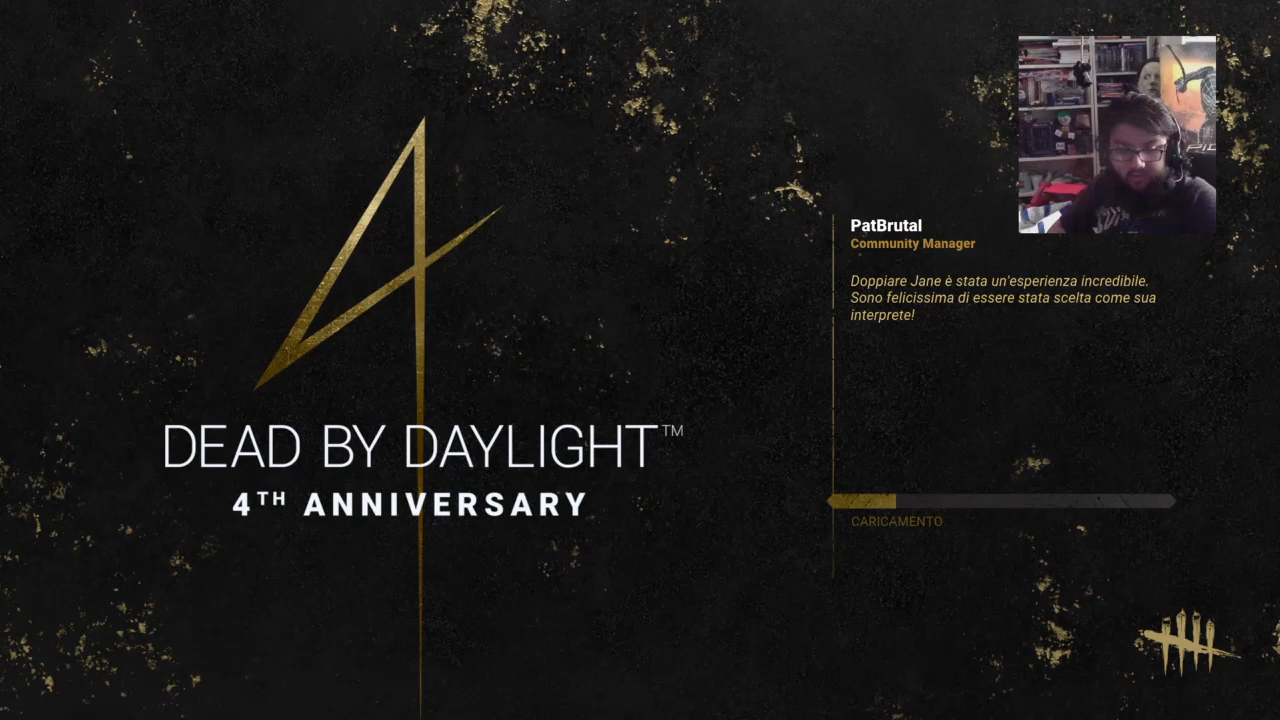 DEAD BY DAYLIGHT™
4TH ANNIVERSARY
PatBrutal
Community Manager
Doppiare Jane è stata un'esperienza incredibile.
Sono felicissima di essere stata scelta come sua
interprete!
CARICAMENTO